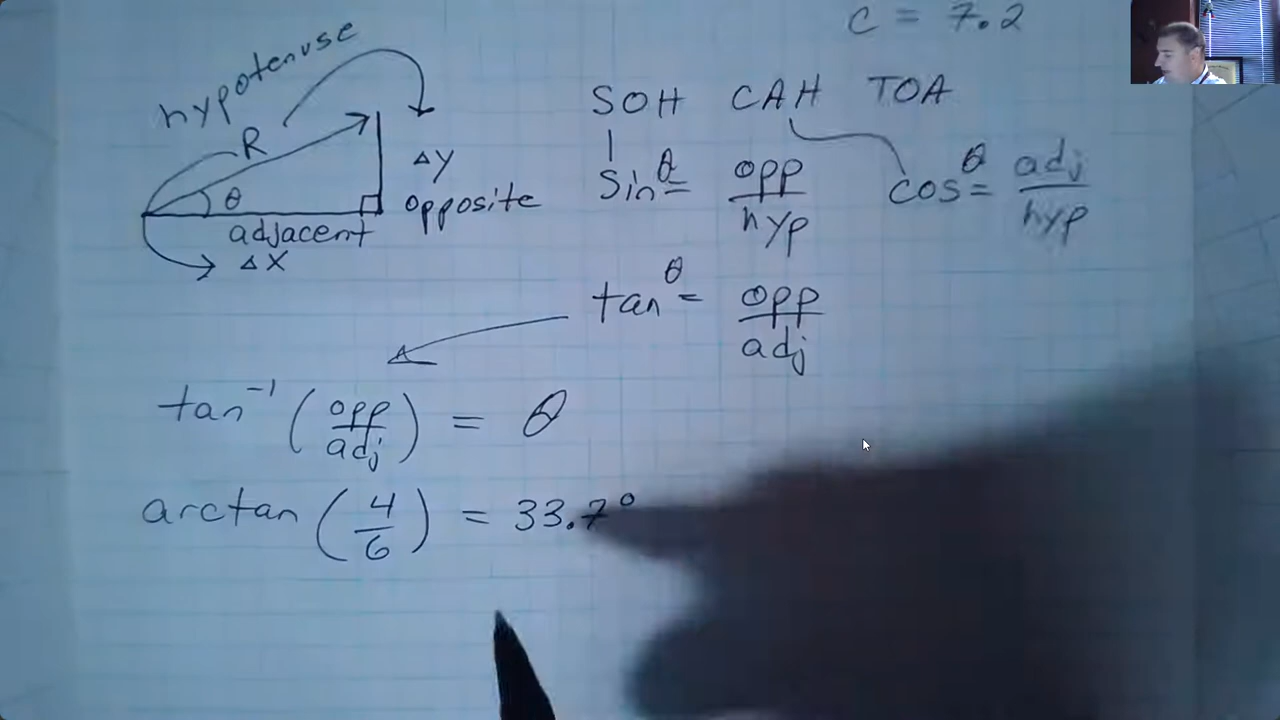 c = 7.2
hypotenuse
R
θ
ΔY
opposite
adjacent
ΔX
SOH CAH TOA
Sin θ = opp/hyp
cos θ = adj/hyp
tan θ = opp/adj
tan⁻¹ (opp/adj) = θ
arctan (4/6) = 33.7°